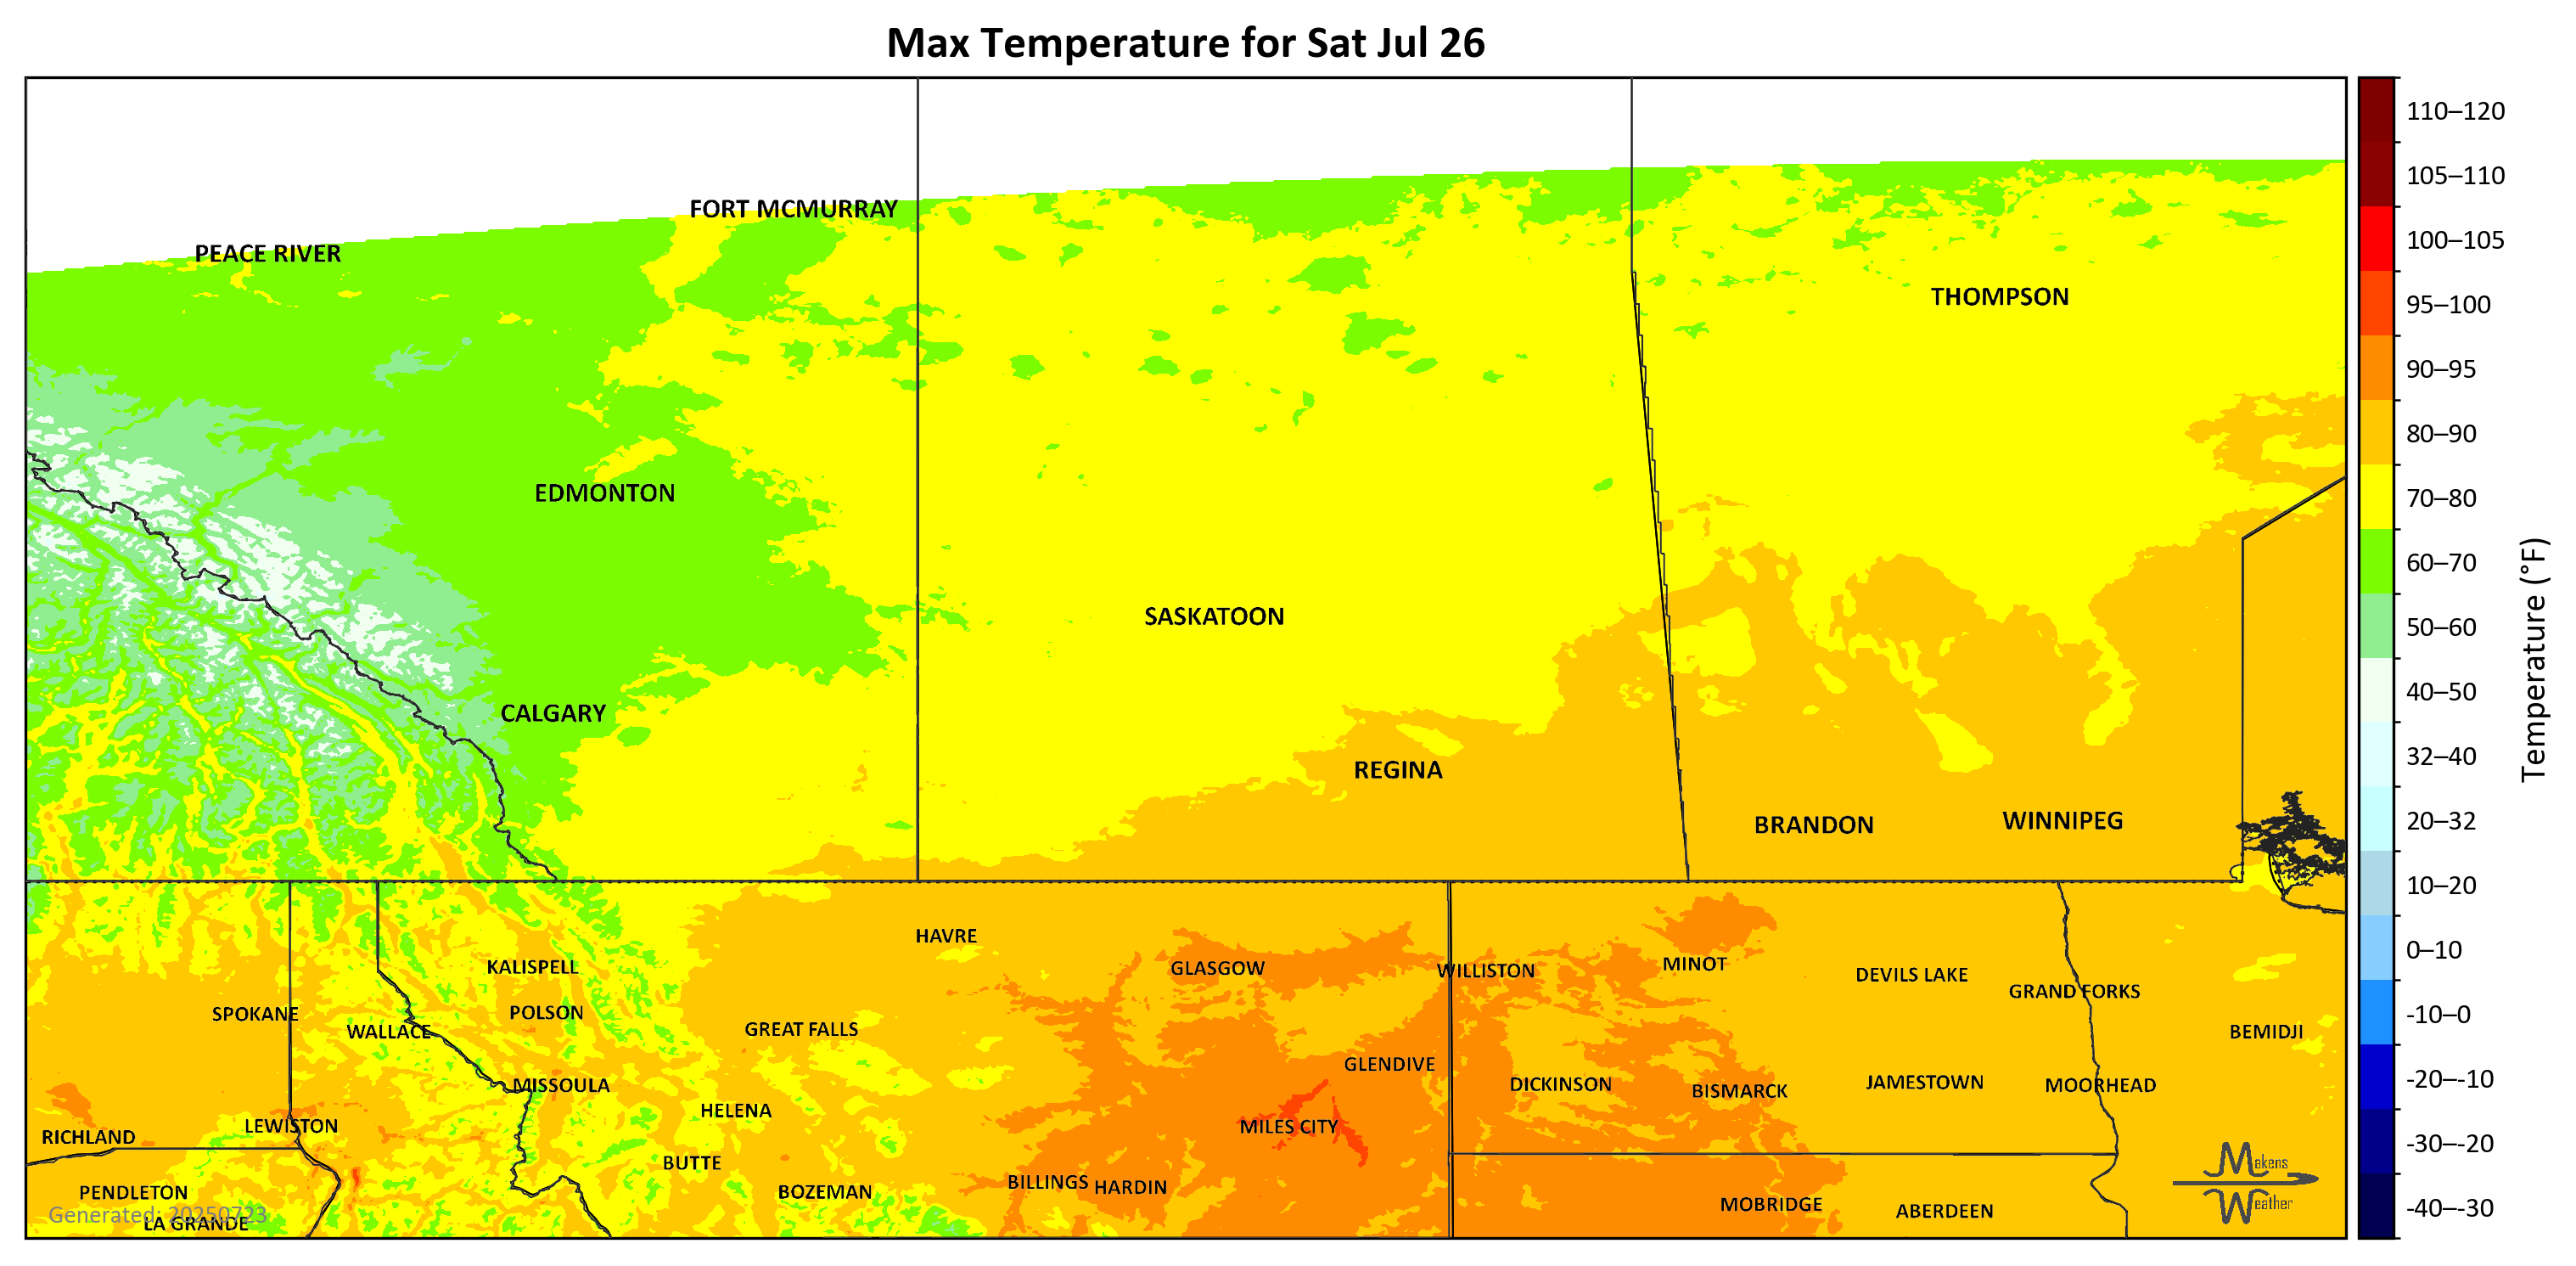 Max Temperature for Sat Jul 26
FORT MCMURRAY
PEACE RIVER
THOMPSON
EDMONTON
SASKATOON
CALGARY
REGINA
BRANDON
WINNIPEG
HAVRE
KALISPELL
GLASGOW
WILLISTON
MINOT
DEVILS LAKE
GRAND FORKS
SPOKANE
POLSON
WALLACE
GREAT FALLS
BEMIDJI
GLENDIVE
MISSOULA
DICKINSON
BISMARCK
JAMESTOWN
MOORHEAD
HELENA
LEWISTON
MILES CITY
RICHLAND
BUTTE
BILLINGS
HARDIN
PENDLETON
BOZEMAN
MOBRIDGE
ABERDEEN
Generated: 20250723
LA GRANDE
Makens
Weather
110–120
105–110
100–105
95–100
90–95
80–90
70–80
60–70
50–60
40–50
32–40
20–32
10–20
0–10
-10–0
-20–-10
-30–-20
-40–-30
Temperature (°F)